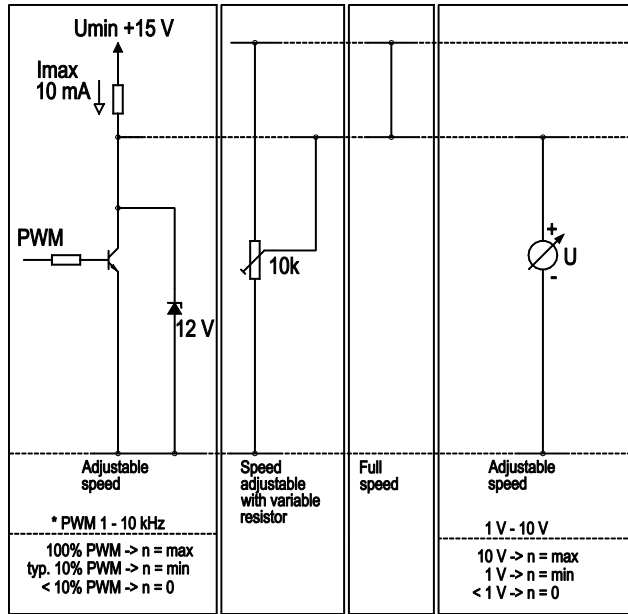 Umin +15 V
Imax
10 mA
PWM
12 V
10k
+
U
-
Adjustable
speed
* PWM 1 - 10 kHz
100% PWM -> n = max
typ. 10% PWM -> n = min
< 10% PWM -> n = 0
Speed
adjustable
with variable
resistor
Full
speed
Adjustable
speed
1 V - 10 V
10 V -> n = max
1 V -> n = min
< 1 V -> n = 0